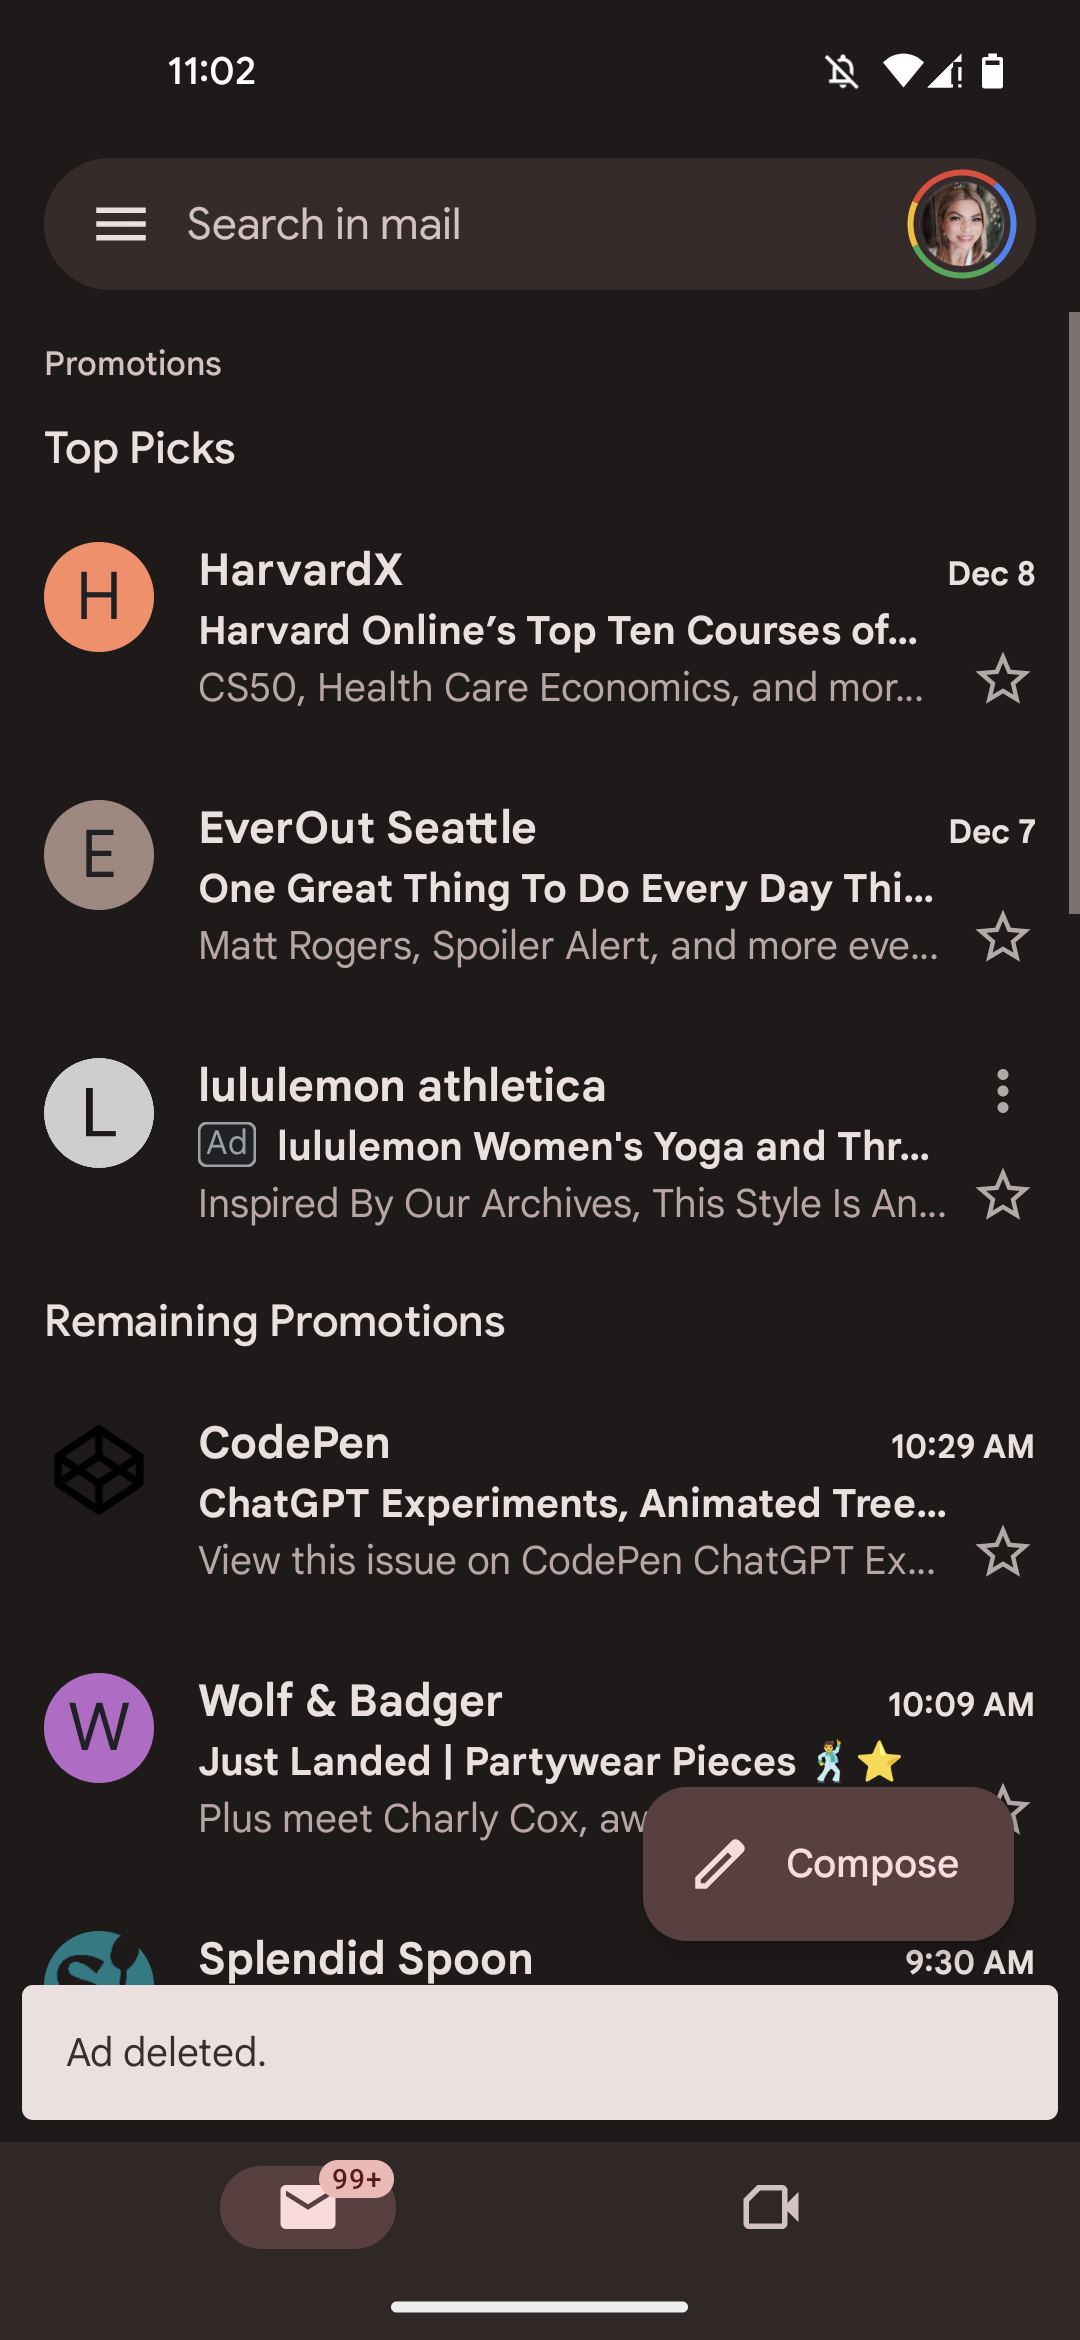 11:02
Search in mail
Promotions
Top Picks
H
HarvardX
Dec 8
Harvard Online’s Top Ten Courses of...
CS50, Health Care Economics, and mor...
E
EverOut Seattle
Dec 7
One Great Thing To Do Every Day Thi...
Matt Rogers, Spoiler Alert, and more eve...
L
lululemon athletica
Ad lululemon Women's Yoga and Thr...
Inspired By Our Archives, This Style Is An...
Remaining Promotions
CodePen
10:29 AM
ChatGPT Experiments, Animated Tree...
View this issue on CodePen ChatGPT Ex...
W
Wolf & Badger
10:09 AM
Just Landed | Partywear Pieces 🕺⭐
Plus meet Charly Cox, aw
Compose
Splendid Spoon
9:30 AM
Ad deleted.
99+